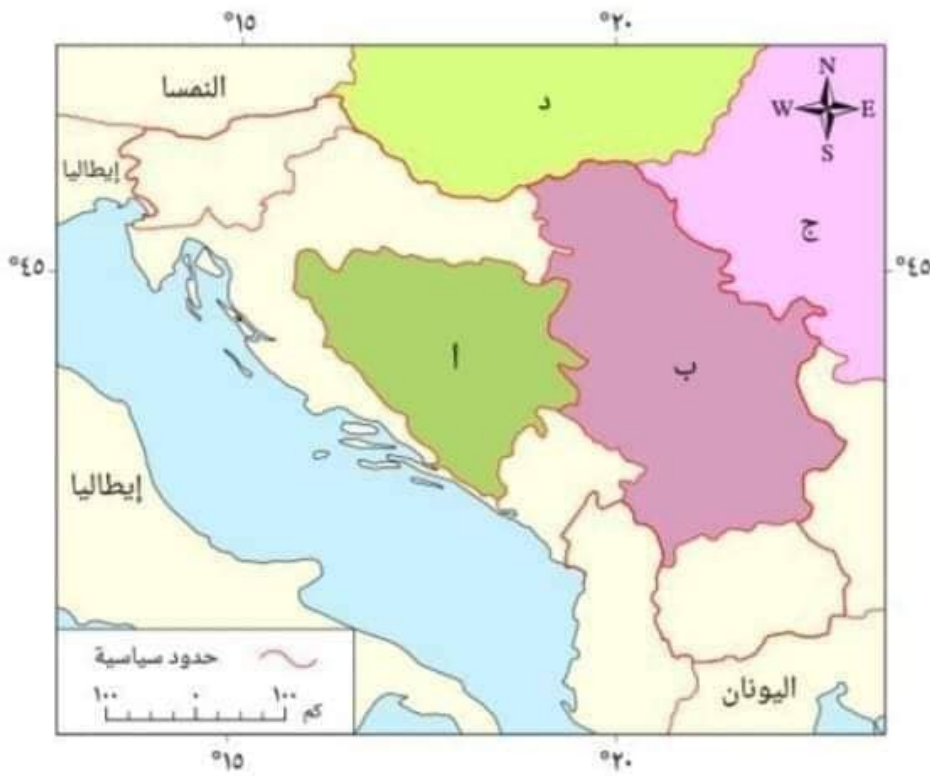 °١٥ °٢٠
النمسا
د
N
W E
S
إيطاليا
ج
°٤٥ °٤٥
أ
ب
إيطاليا
حدود سياسية
اليونان
١٠٠ ٠ ١٠٠
كم
°١٥ °٢٠